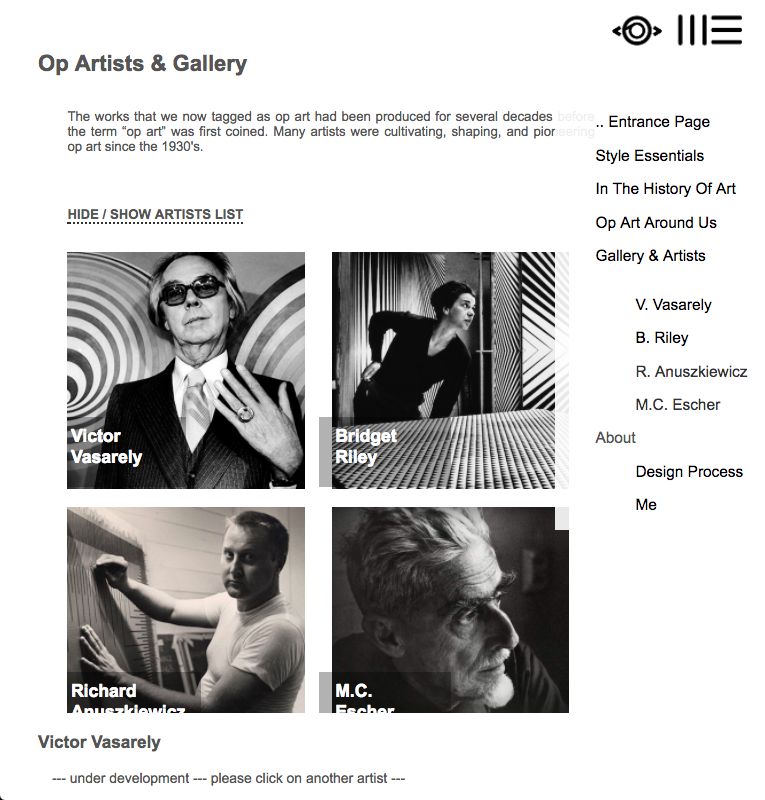 Op Artists & Gallery
The works that we now tagged as op art had been produced for several decades before
the term “op art” was first coined. Many artists were cultivating, shaping, and pioneering
op art since the 1930's.
HIDE / SHOW ARTISTS LIST
Victor
Vasarely
Bridget
Riley
Richard
Anuszkiewicz
M.C.
Escher
Victor Vasarely
--- under development --- please click on another artist ---
.. Entrance Page
Style Essentials
In The History Of Art
Op Art Around Us
Gallery & Artists
V. Vasarely
B. Riley
R. Anuszkiewicz
M.C. Escher
About
Design Process
Me